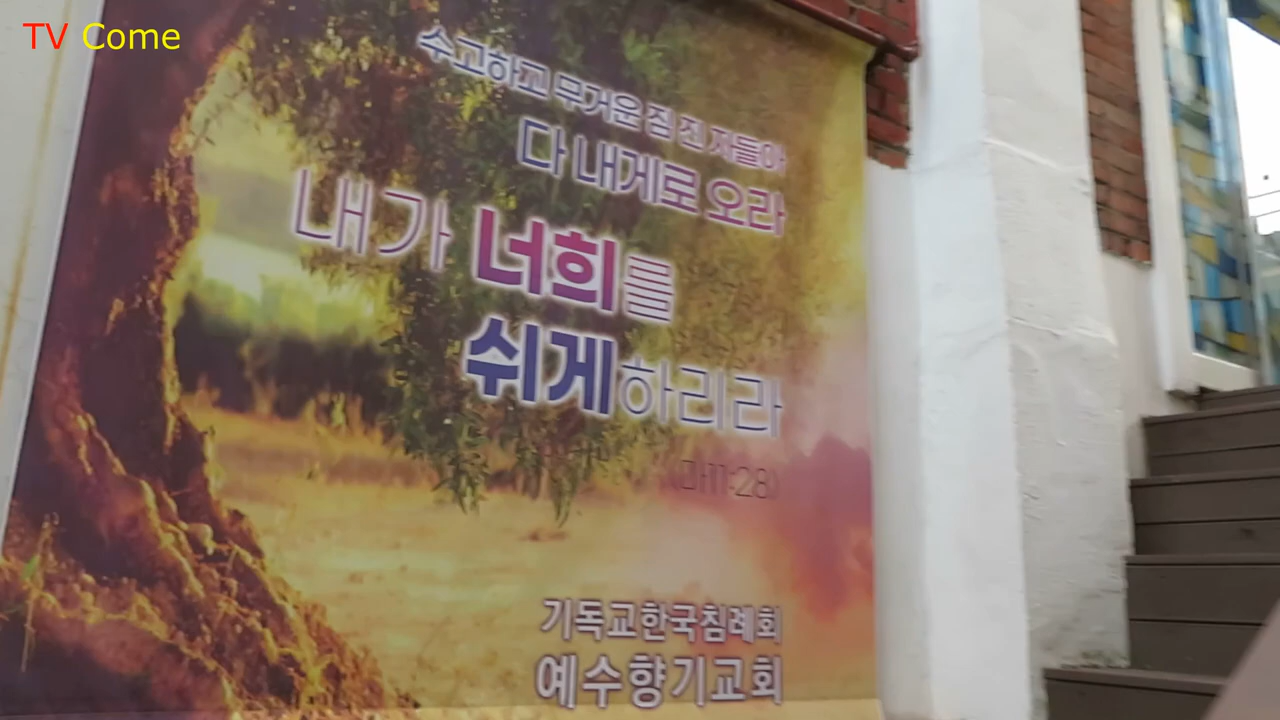 TV Come
수고하고 무거운 짐 진 자들아
다 내게로 오라
내가 너희를
쉬게하리라
(마11:28)
기독교한국침례회
예수향기교회